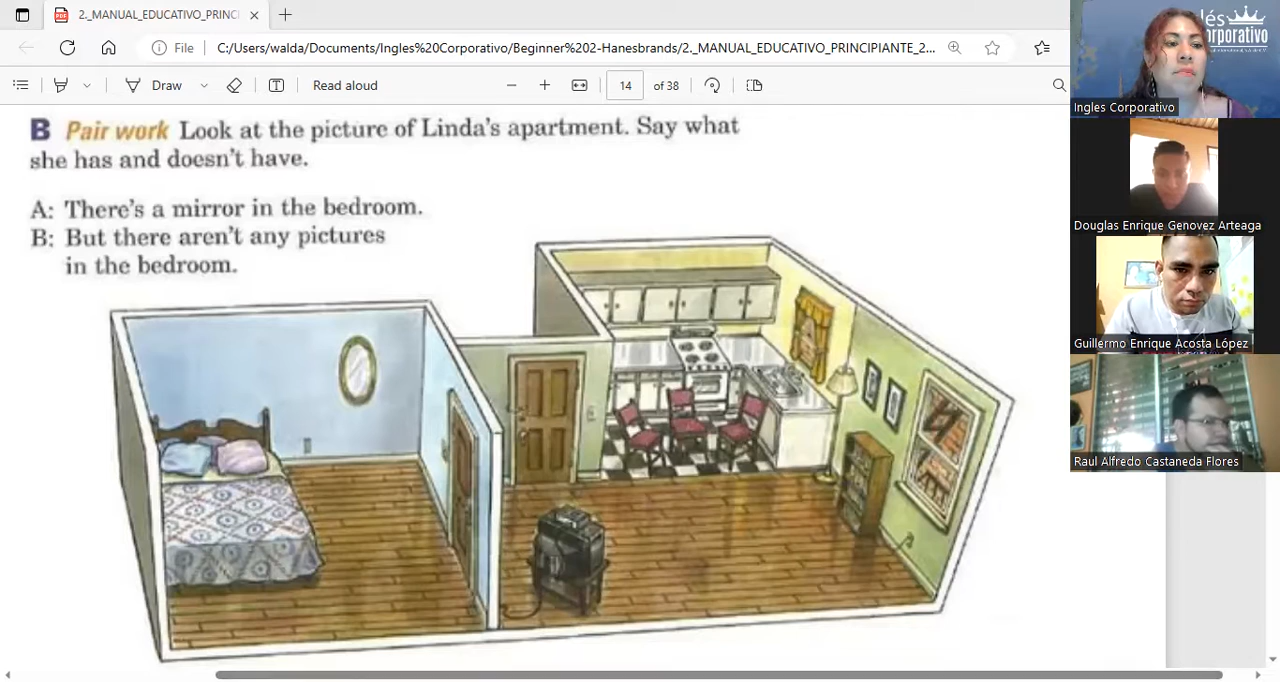 2._MANUAL_EDUCATIVO_PRINCI
File
C:/Users/walda/Documents/Ingles%20Corporativo/Beginner%202-Hanesbrands/2._MANUAL_EDUCATIVO_PRINCIPIANTE_2...
Draw
Read aloud
14 of 38
B Pair work Look at the picture of Linda's apartment. Say what
she has and doesn't have.
A: There's a mirror in the bedroom.
B: But there aren't any pictures
in the bedroom.
lés
orporativo
Ingles Corporativo
Douglas Enrique Genovez Arteaga
Guillermo Enrique Acosta López
Raul Alfredo Castaneda Flores